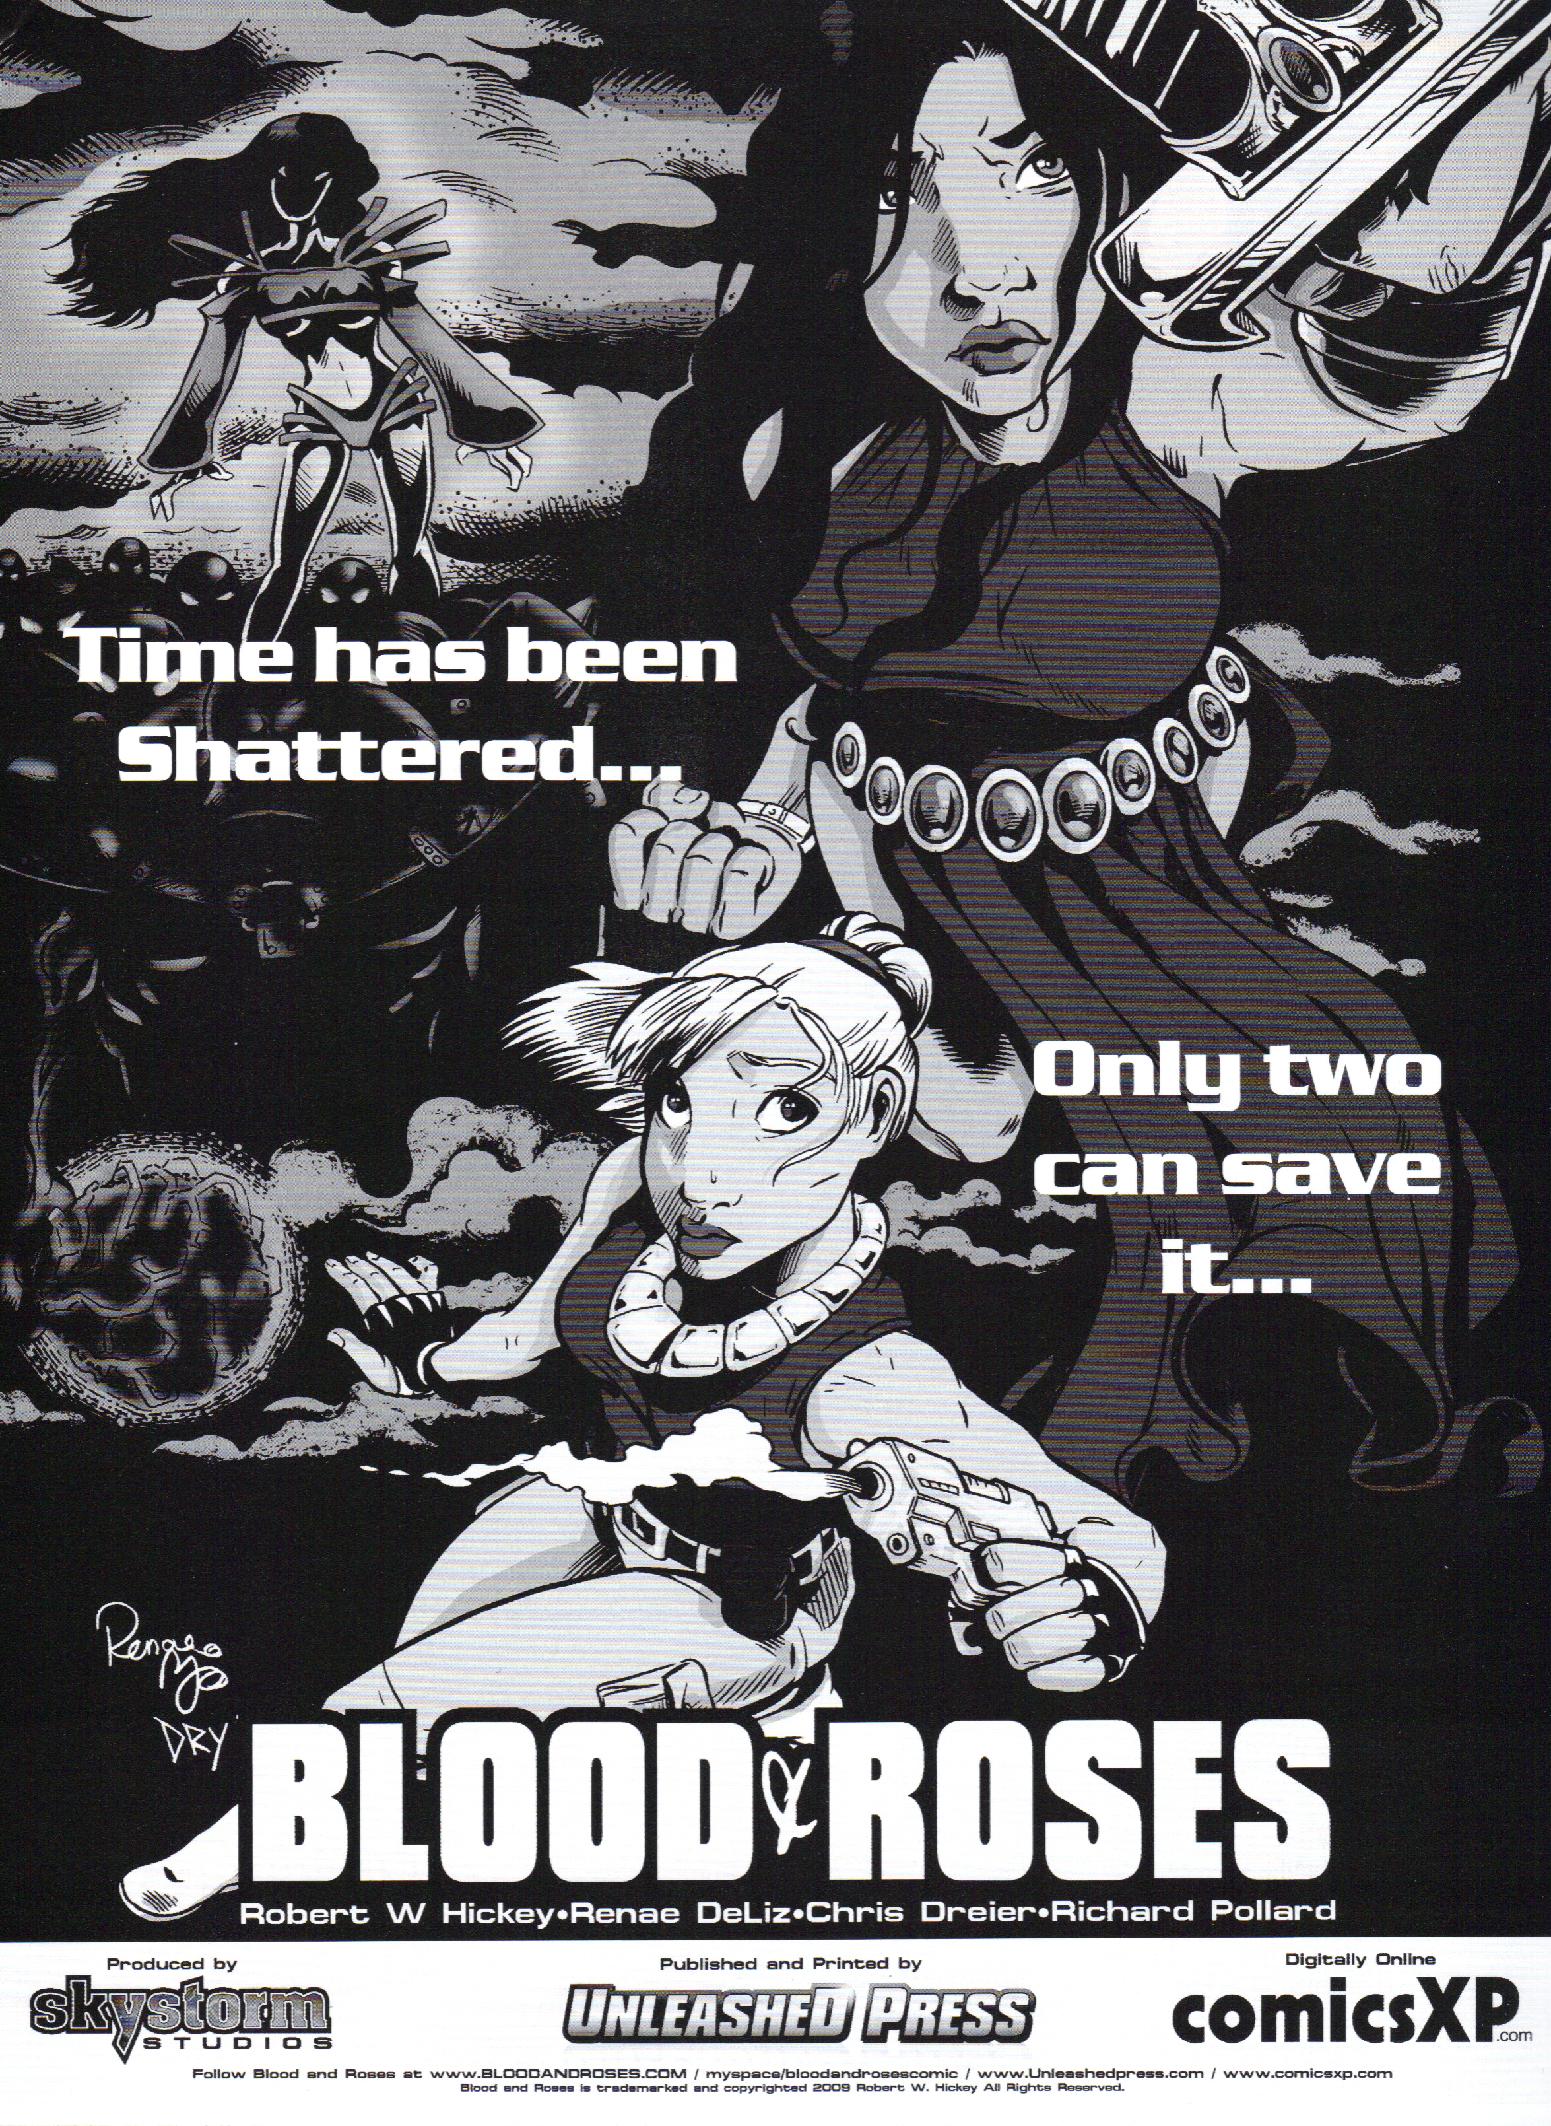 Time has been
Shattered...
Only two
can save
it...
Renae
DRY
BLOOD & ROSES
Robert W Hickey•Renae DeLiz•Chris Dreier•Richard Pollard
Produced by
skystorm
STUDIOS
Published and Printed by
UNLEASHED PRESS
Digitally Online
comicsXP.com
Follow Blood and Roses at www.BLOODANDROSES.COM / myspace/bloodandrosescomic / www.Unleashedpress.com / www.comicsxp.com
Blood and Roses is trademarked and copyrighted 2009 Robert W. Hickey All Rights Reserved.